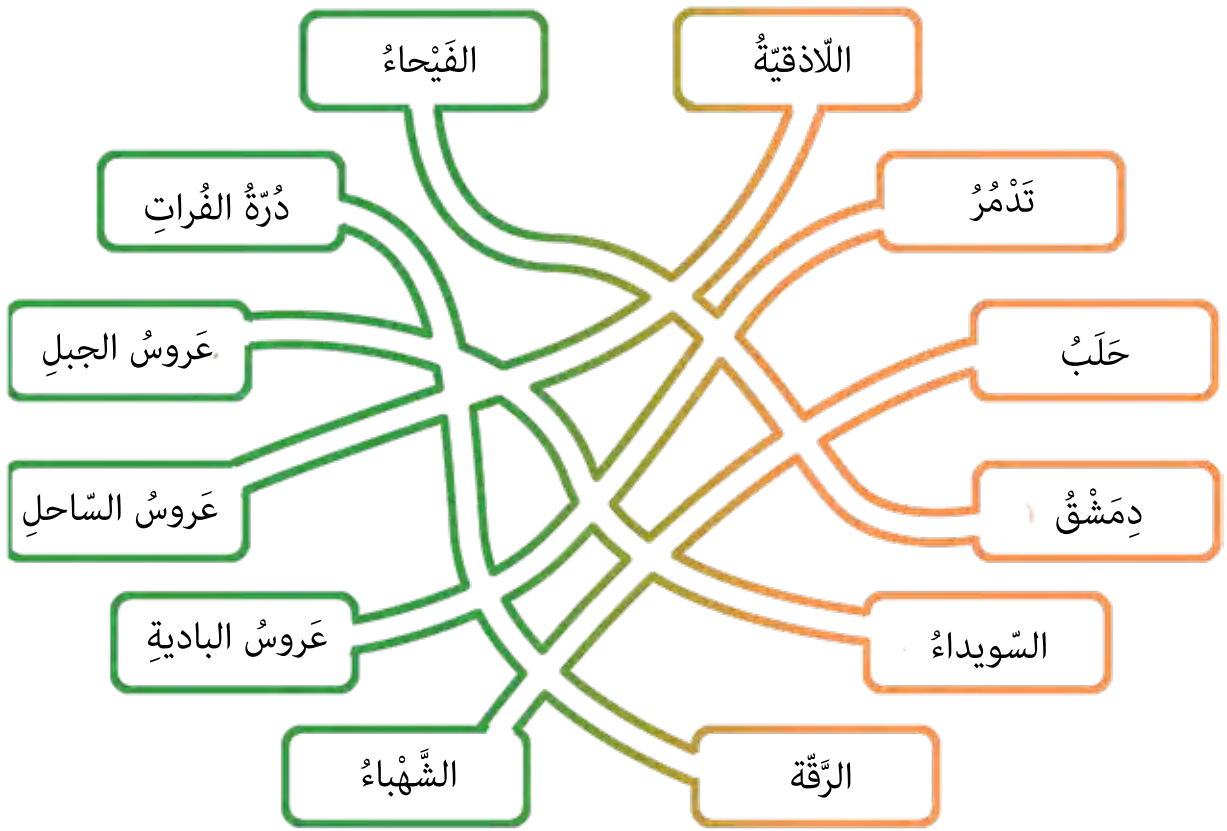 اللّاذقيّةُ
الفَيْحاءُ
تَدْمُرُ
دُرّةُ الفُراتِ
حَلَبُ
عَروسُ الجبلِ
دِمَشْقُ
عَروسُ السّاحلِ
السّويداءُ
عَروسُ الباديةِ
الرَّقّة
الشَّهْباءُ